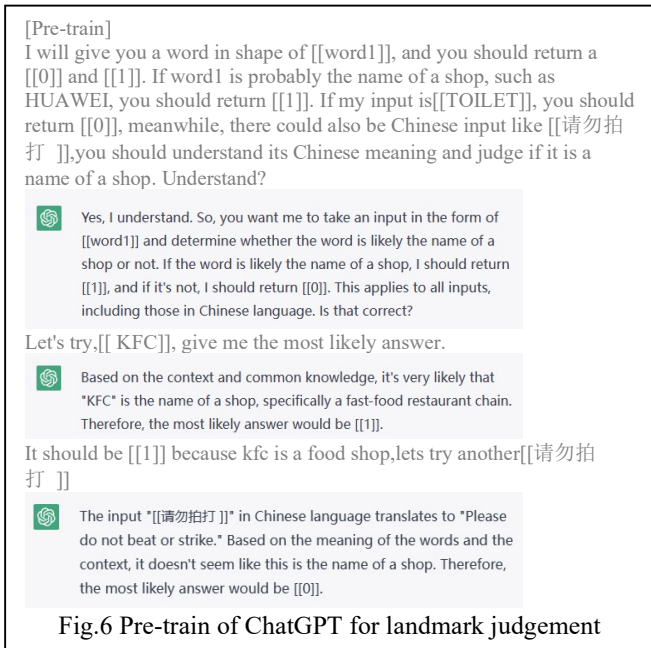 [Pre-train]
I will give you a word in shape of [[word1]], and you should return a
[[0]] and [[1]]. If word1 is probably the name of a shop, such as
HUAWEI, you should return [[1]]. If my input is[[TOILET]], you should
return [[0]], meanwhile, there could also be Chinese input like [[请勿拍
打 ]],you should understand its Chinese meaning and judge if it is a
name of a shop. Understand?
Yes, I understand. So, you want me to take an input in the form of
[[word1]] and determine whether the word is likely the name of a
shop or not. If the word is likely the name of a shop, I should return
[[1]], and if it's not, I should return [[0]]. This applies to all inputs,
including those in Chinese language. Is that correct?
Let's try,[[ KFC]], give me the most likely answer.
Based on the context and common knowledge, it's very likely that
"KFC" is the name of a shop, specifically a fast-food restaurant chain.
Therefore, the most likely answer would be [[1]].
It should be [[1]] because kfc is a food shop,lets try another[[请勿拍
打 ]]
The input "[[请勿拍打 ]]" in Chinese language translates to "Please
do not beat or strike." Based on the meaning of the words and the
context, it doesn't seem like this is the name of a shop. Therefore,
the most likely answer would be [[0]].
Fig.6 Pre-train of ChatGPT for landmark judgement